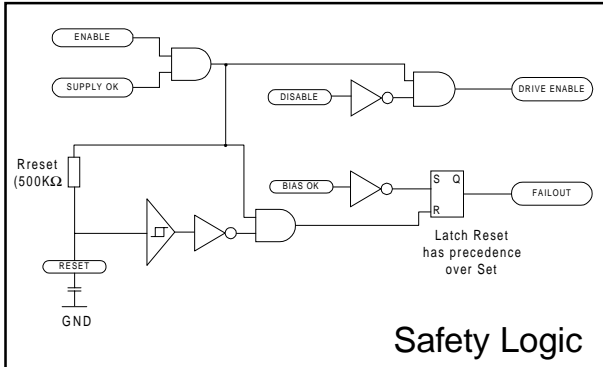 ENABLE
SUPPLY OK
DISABLE
DRIVE ENABLE
Rreset
(500KΩ
BIAS OK
S Q
R
FAILOUT
Latch Reset
has precedence
over Set
RESET
GND
Safety Logic